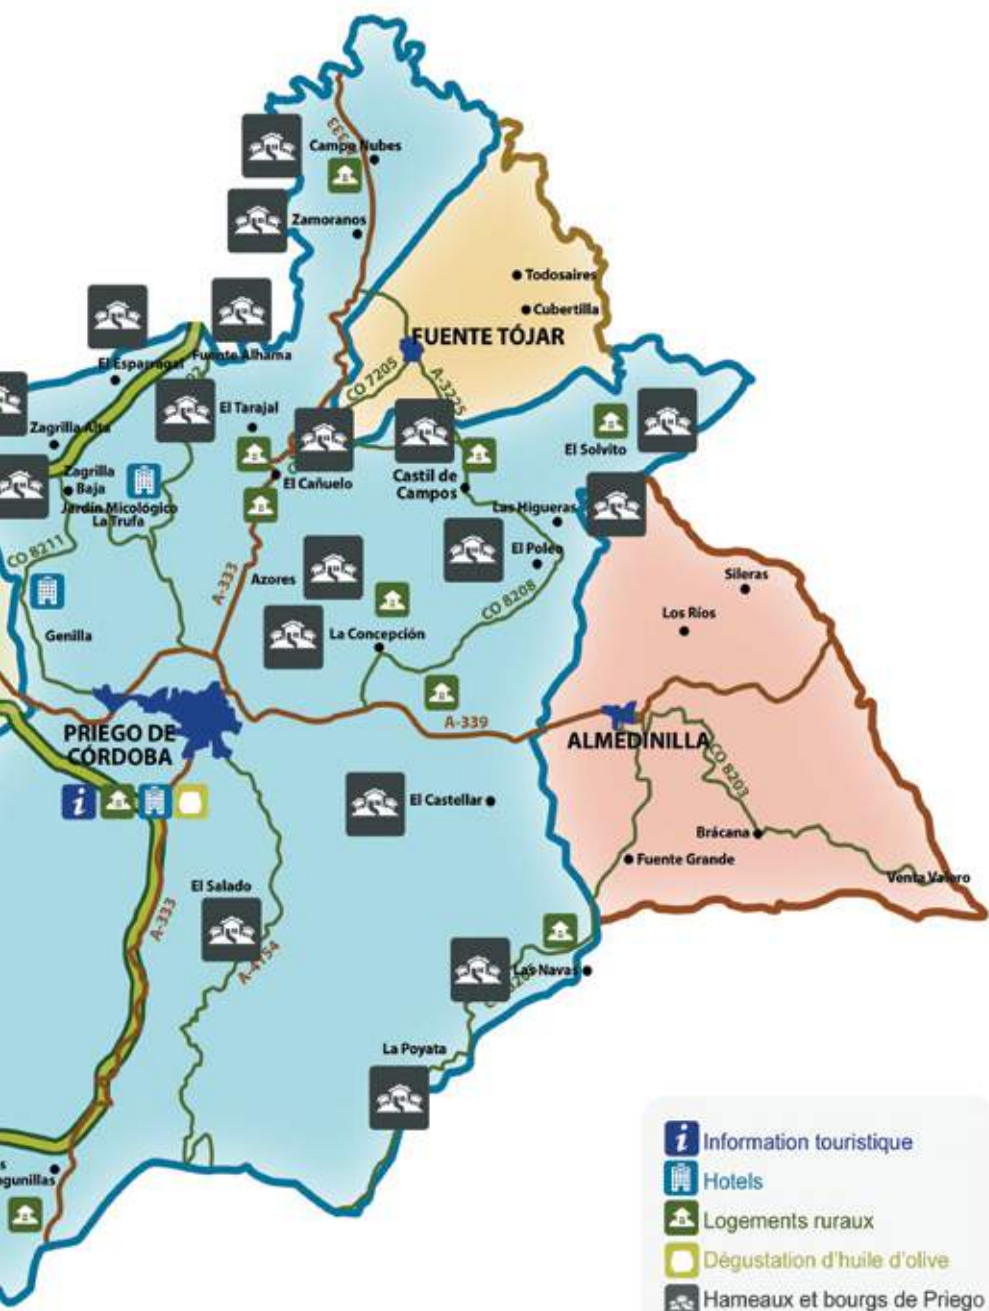 A-333
Campo Nubes
Zamoranos
Todosaires
Cubertilla
FUENTE TÓJAR
El Esparragal
Fuente Alhama
CO 7205
A-3225
El Tarajal
Zagrilla Alta
El Solvito
Zagrilla
Baja
El Cañuelo
Castil de
Campos
Jardín Micológico
La Trufa
Las Higueras
CO 8211
El Poleo
Azores
A-333
Sileras
CO 8208
Los Ríos
Genilla
La Concepción
A-339
PRIEGO DE
CÓRDOBA
ALMEDINILLA
CO 8203
El Castellar
Brácana
Fuente Grande
El Salado
Venta Valero
A-333
A-4154
Las Navas
La Poyata
Information touristique
Hotels
Logements ruraux
Dégustation d'huile d'olive
Hameaux et bourgs de Priego